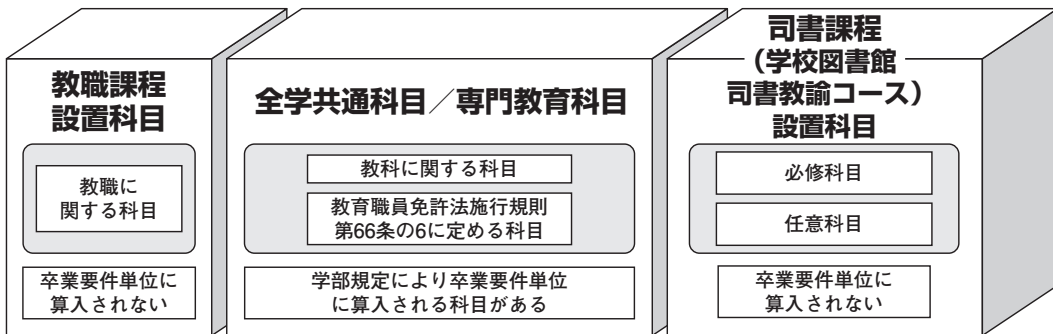 教職課程
設置科目
教職に
関する科目
卒業要件単位に
算入されない
全学共通科目／専門教育科目
教科に関する科目
教育職員免許法施行規則
第66条の6に定める科目
学部規定により卒業要件単位
に算入される科目がある
司書課程
（学校図書館
司書教諭コース）
設置科目
必修科目
任意科目
卒業要件単位に
算入されない